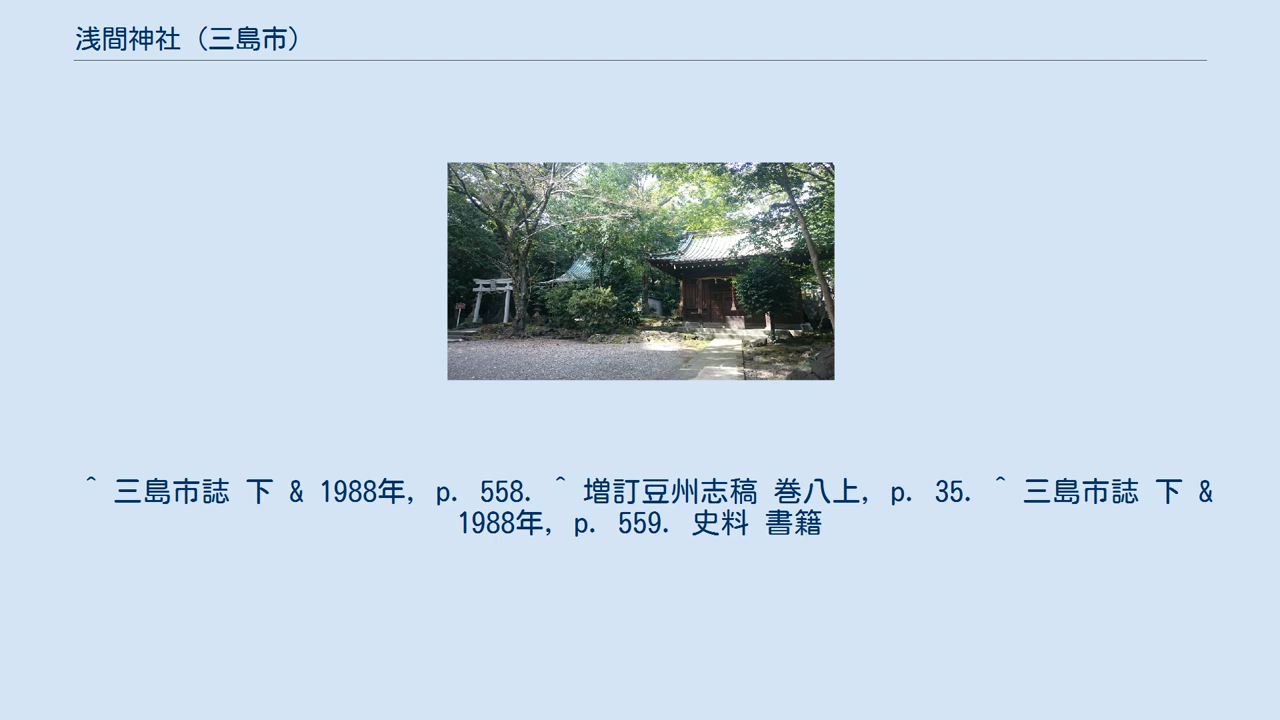 浅間神社（三島市）
^ 三島市誌 下 & 1988年, p. 558. ^ 増訂豆州志稿 巻八上, p. 35. ^ 三島市誌 下 &
1988年, p. 559. 史料 書籍